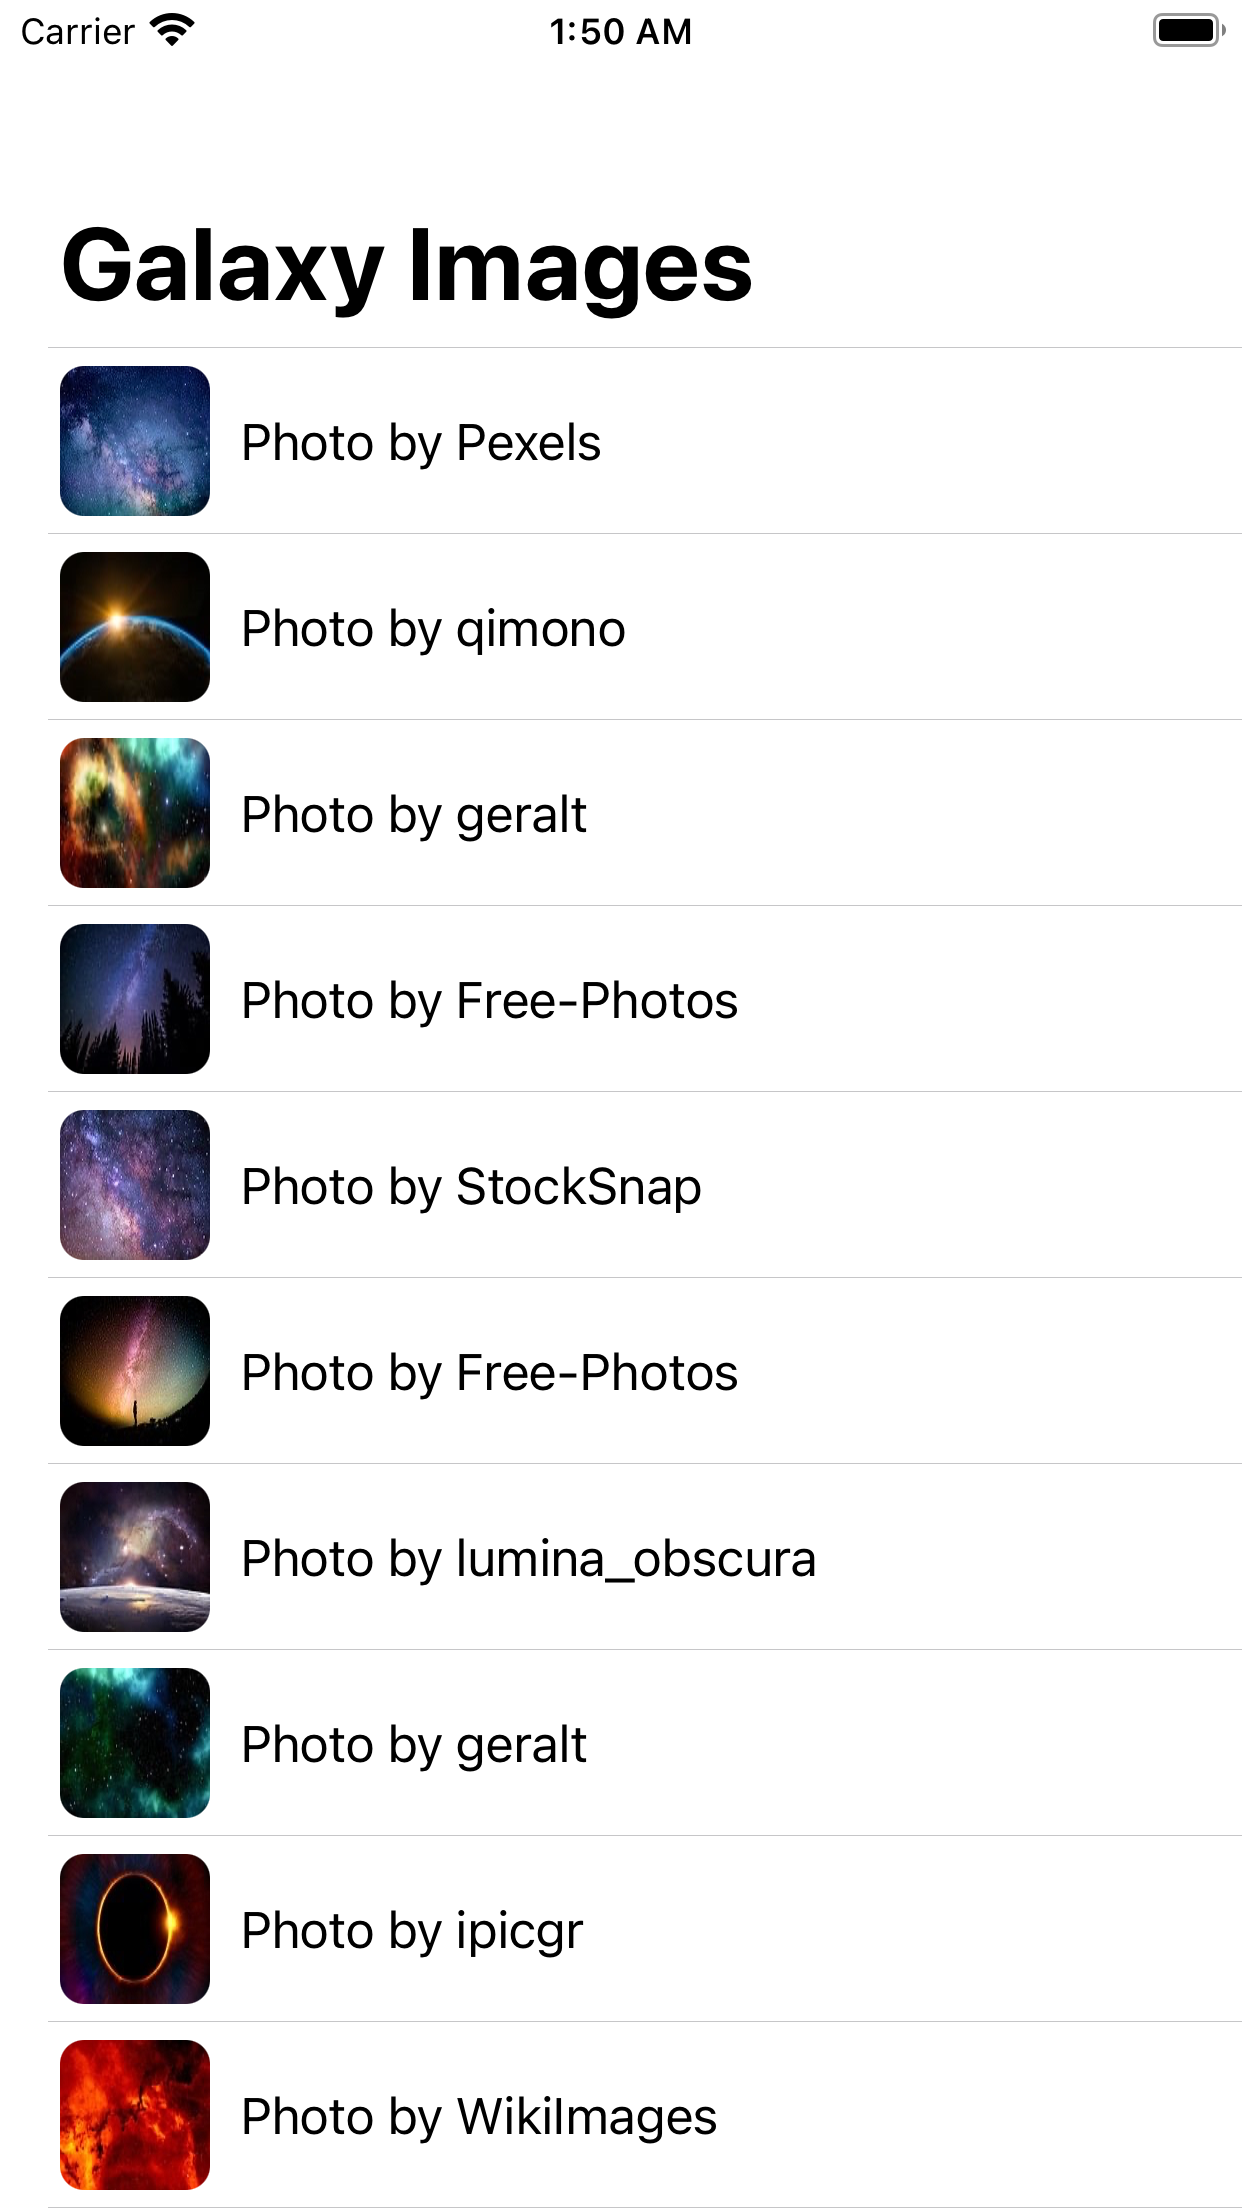 Carrier 1:50 AM
Galaxy Images
Photo by Pexels
Photo by qimono
Photo by geralt
Photo by Free-Photos
Photo by StockSnap
Photo by Free-Photos
Photo by lumina_obscura
Photo by geralt
Photo by ipicgr
Photo by WikiImages